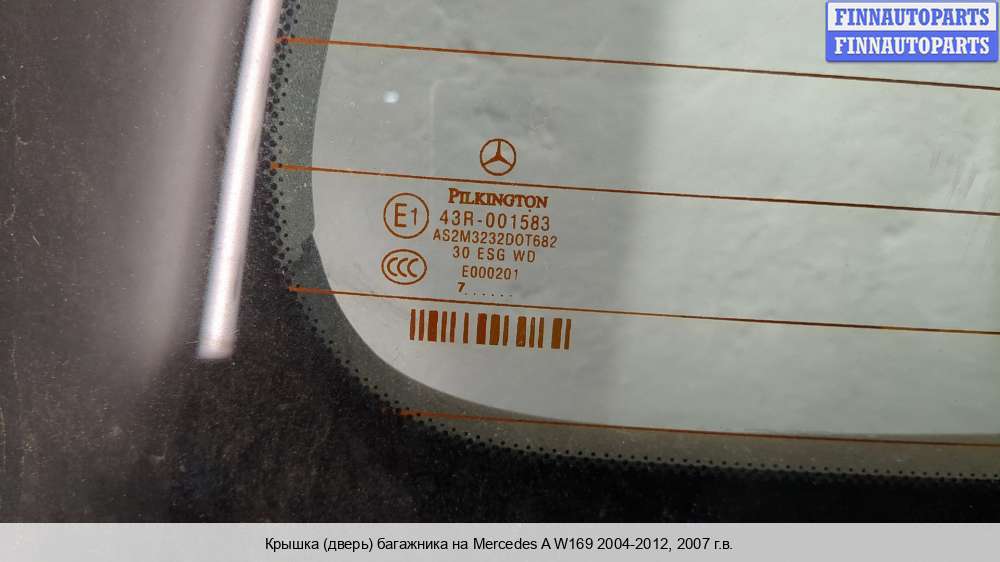 FINNAUTOPARTS
FINNAUTOPARTS
PILKINGTON
E1
43R-001583
AS2M3232DOT682
30 ESG WD
CCC
E000201
7......
Крышка (дверь) багажника на Mercedes A W169 2004-2012, 2007 г.в.